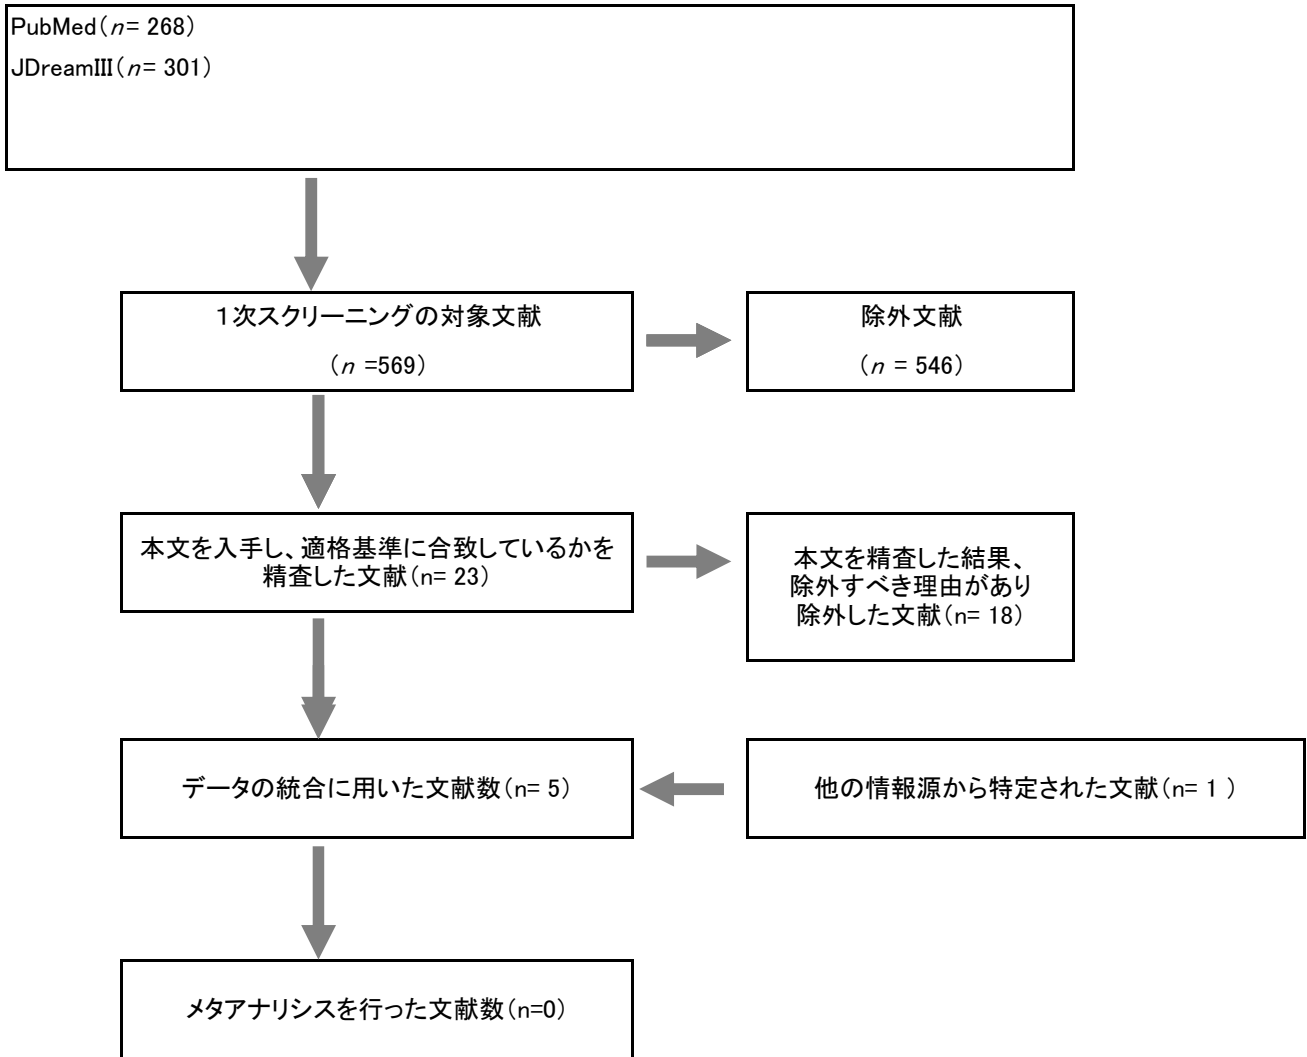 PubMed(n= 268)
JDreamIII(n= 301)
1次スクリーニングの対象文献
(n =569)
除外文献
(n = 546)
本文を入手し、適格基準に合致しているかを
精査した文献(n= 23)
本文を精査した結果、
除外すべき理由があり
除外した文献(n= 18)
データの統合に用いた文献数(n= 5)
他の情報源から特定された文献(n= 1 )
メタアナリシスを行った文献数(n=0)